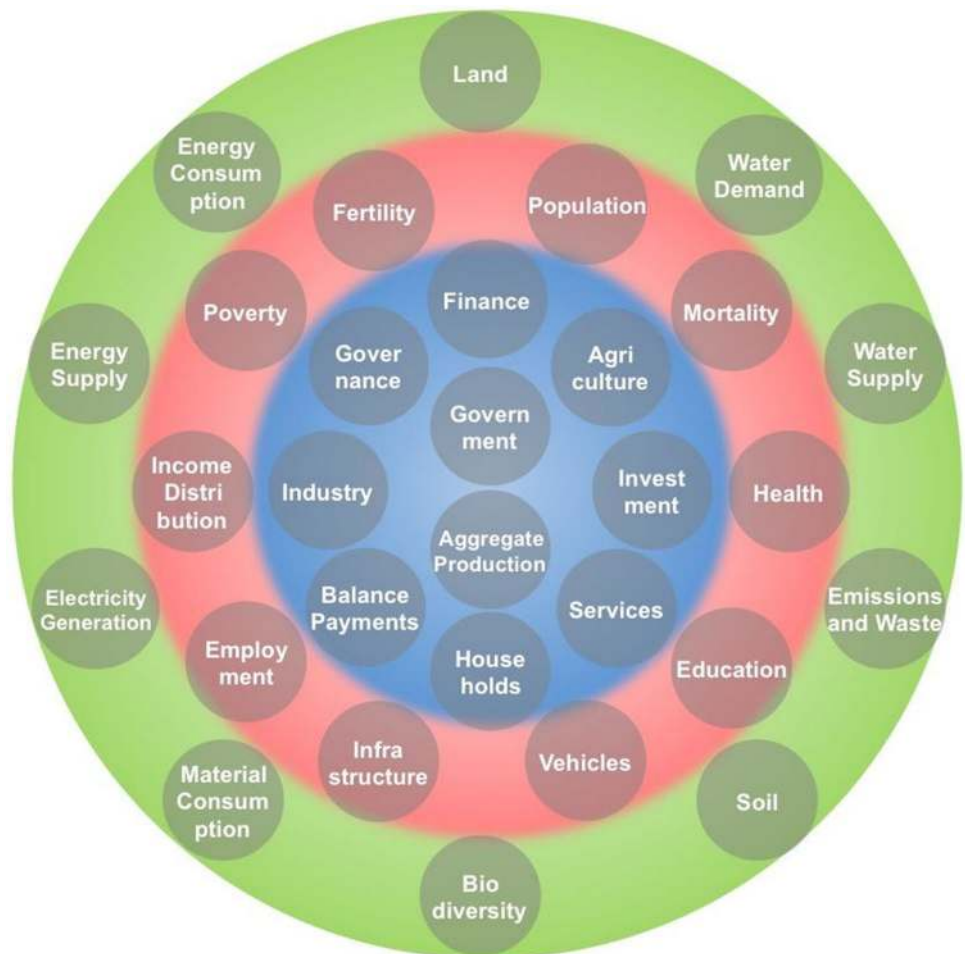 Land
Energy
Consum
ption
Water
Demand
Fertility
Population
Poverty
Finance
Mortality
Energy
Supply
Gover
nance
Agri
culture
Water
Supply
Govern
ment
Income
Distri
bution
Industry
Invest
ment
Health
Aggregate
Production
Electricity
Generation
Balance
Payments
Services
Emissions
and Waste
Employ
ment
House
holds
Education
Infra
structure
Vehicles
Material
Consum
ption
Soil
Bio
diversity